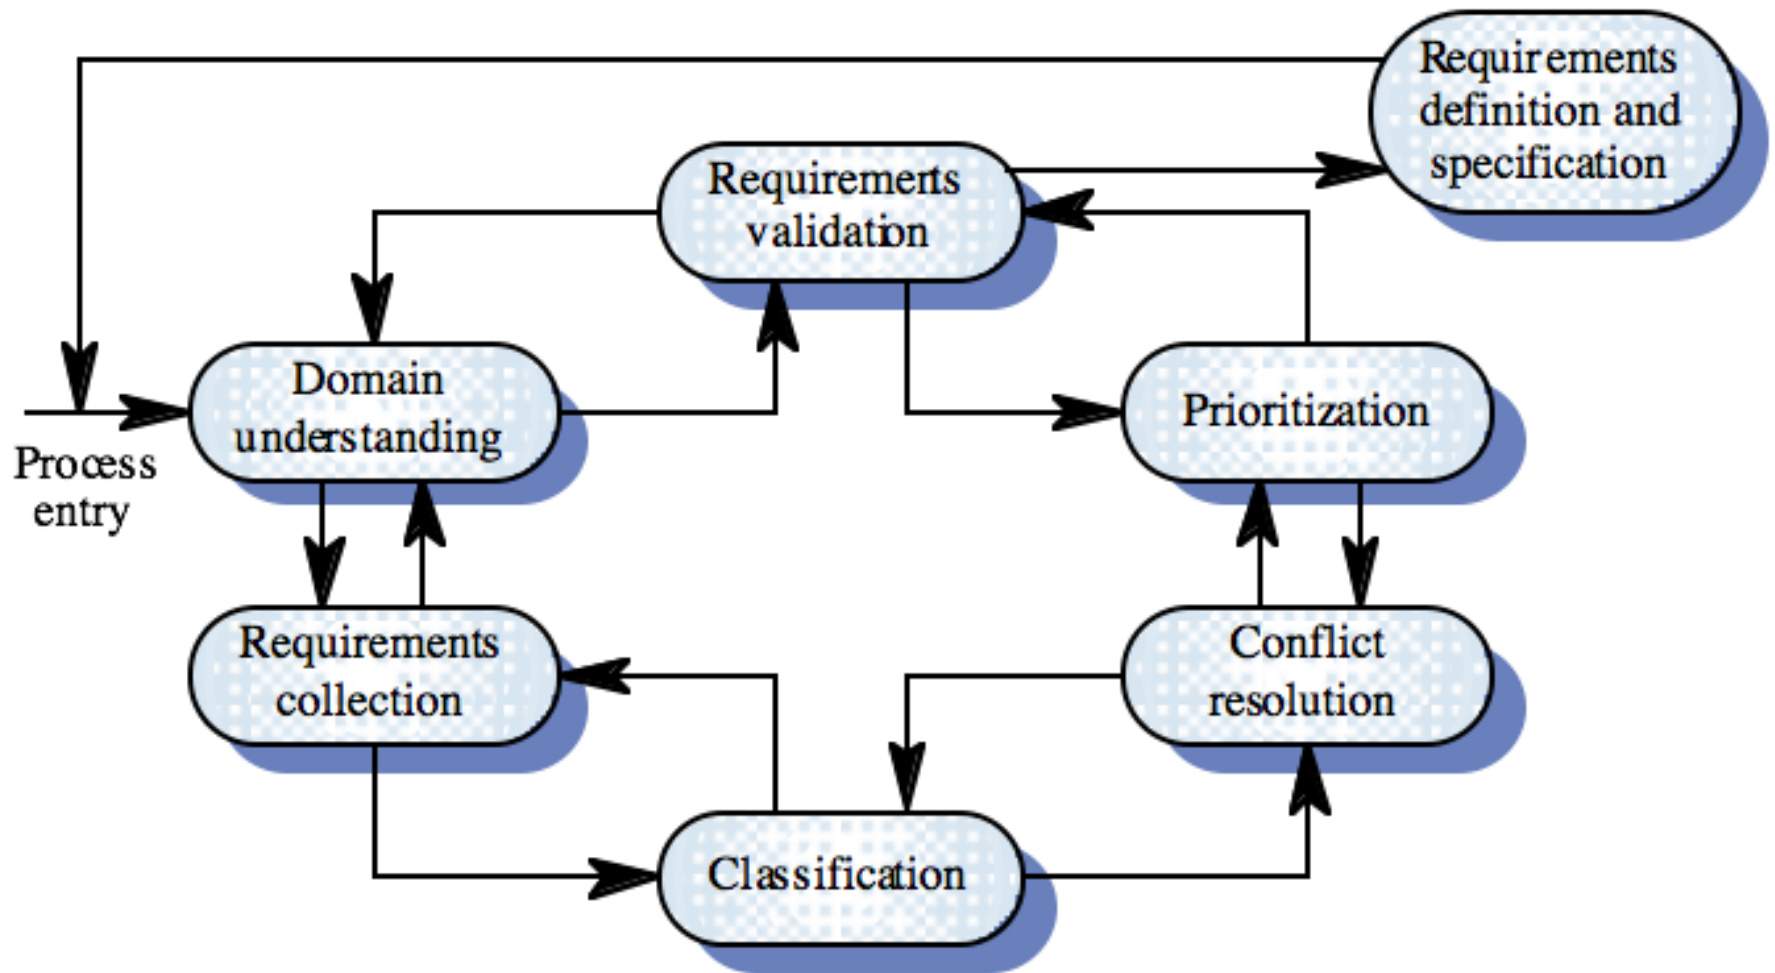 Requirements
definition and
specification
Requirements
validation
Domain
understanding
Prioritization
Process
entry
Requirements
collection
Conflict
resolution
Classification